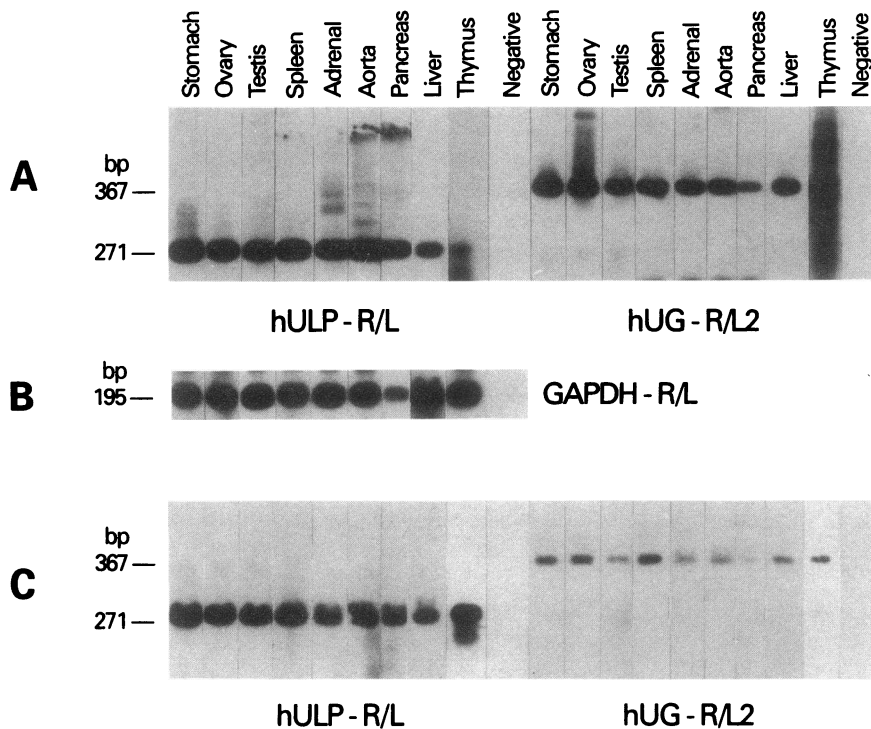 Stomach Ovary Testis Spleen Adrenal Aorta Pancreas Liver Thymus Negative Stomach Ovary Testis Spleen Adrenal Aorta Pancreas Liver Thymus Negative
A
bp
367
271
hULP - R/L hUG - R/L2
B
bp
195
GAPDH - R/L
C
bp
367
271
hULP - R/L hUG - R/L2